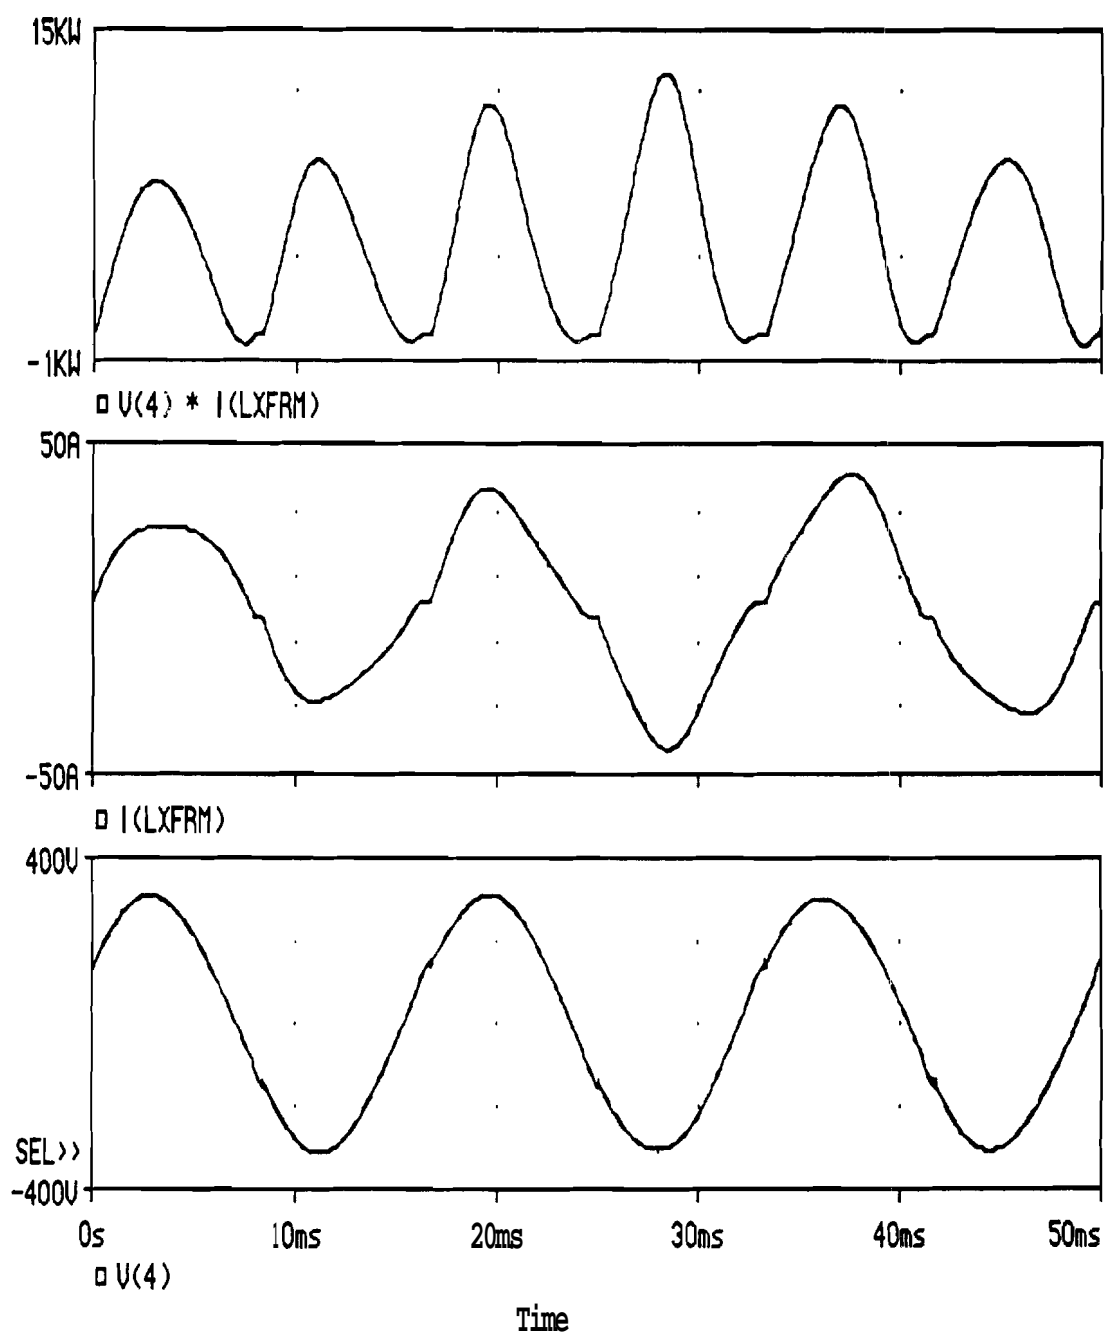 15KW
-1KW
▫ V(4) * I(LXFRM)
50A
-50A
▫ I(LXFRM)
400V
SEL>>
-400V
0s 10ms 20ms 30ms 40ms 50ms
▫ V(4)
Time